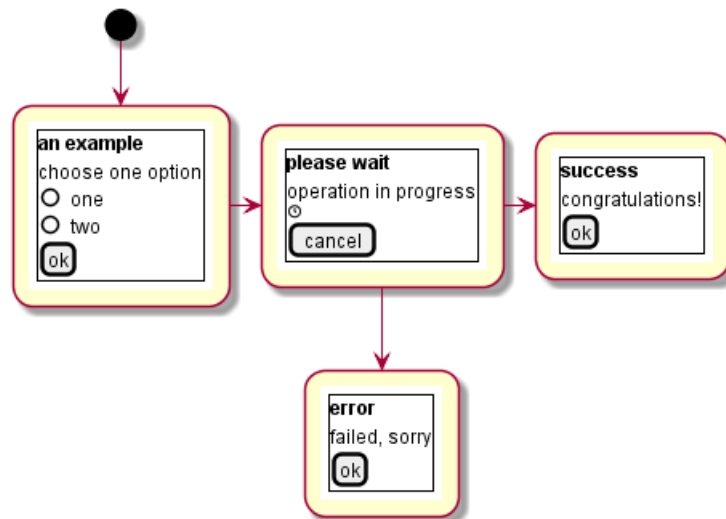 an example
choose one option
one
two
ok
please wait
operation in progress
cancel
success
congratulations!
ok
error
failed, sorry
ok